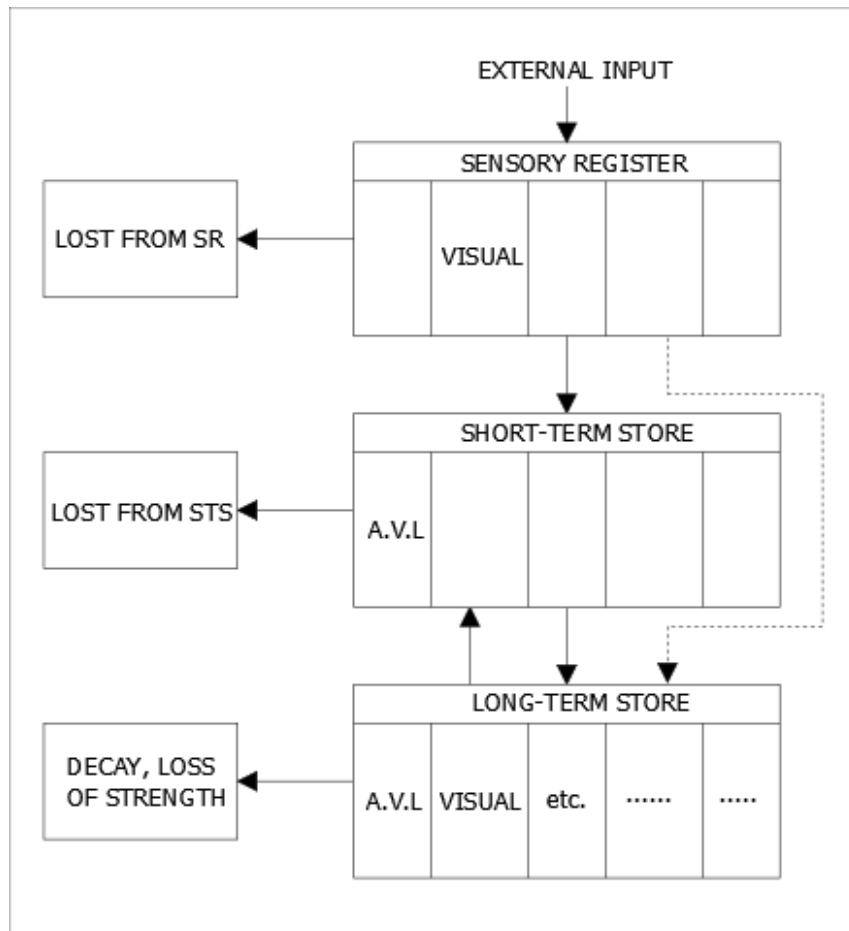 EXTERNAL INPUT
SENSORY REGISTER
LOST FROM SR
VISUAL
SHORT-TERM STORE
LOST FROM STS
A.V.L
LONG-TERM STORE
DECAY, LOSS
OF STRENGTH
A.V.L VISUAL etc. ...... .....